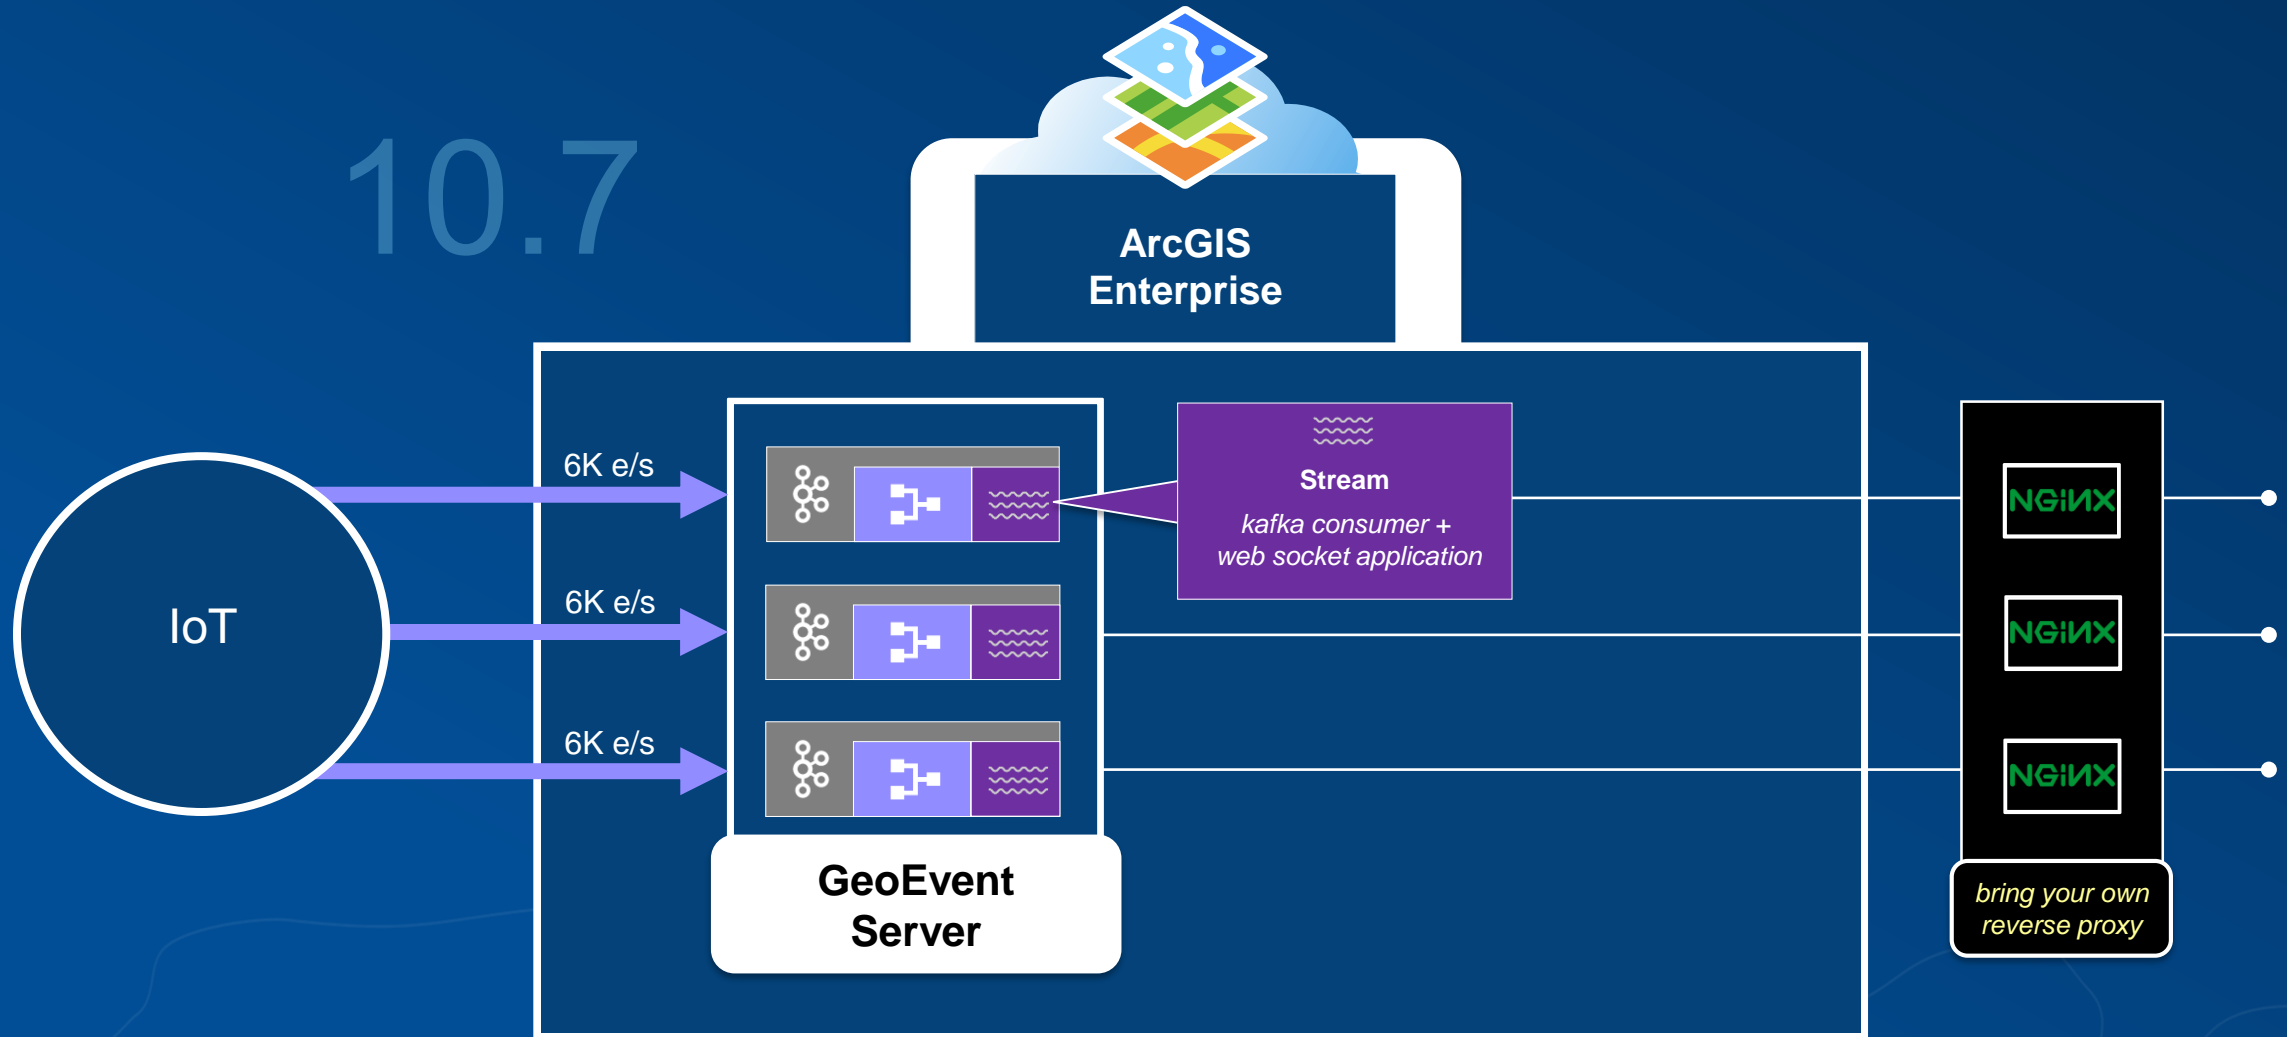 10.7
ArcGIS
Enterprise
IoT
6K e/s
6K e/s
6K e/s
Stream
kafka consumer +
web socket application
GeoEvent
Server
NGiNX
NGiNX
NGiNX
bring your own
reverse proxy